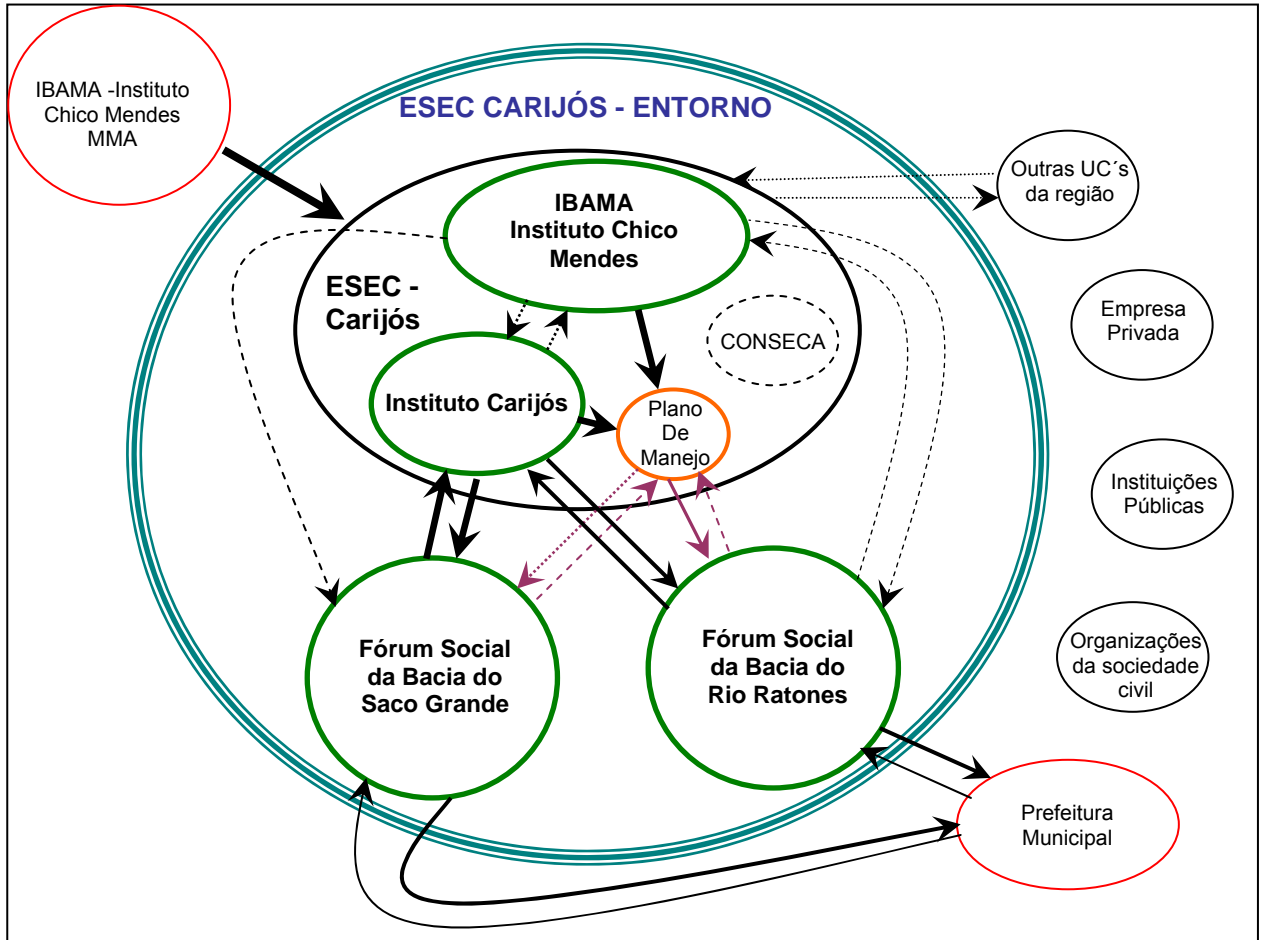 IBAMA -Instituto
Chico Mendes
MMA
ESEC CARIJÓS - ENTORNO
IBAMA
Instituto Chico
Mendes
Outras UC´s
da região
ESEC -
Carijós
CONSECA
Empresa
Privada
Instituto Carijós
Plano
De
Manejo
Instituições
Públicas
Fórum Social
da Bacia do
Saco Grande
Fórum Social
da Bacia do
Rio Ratones
Organizações
da sociedade
civil
Prefeitura
Municipal